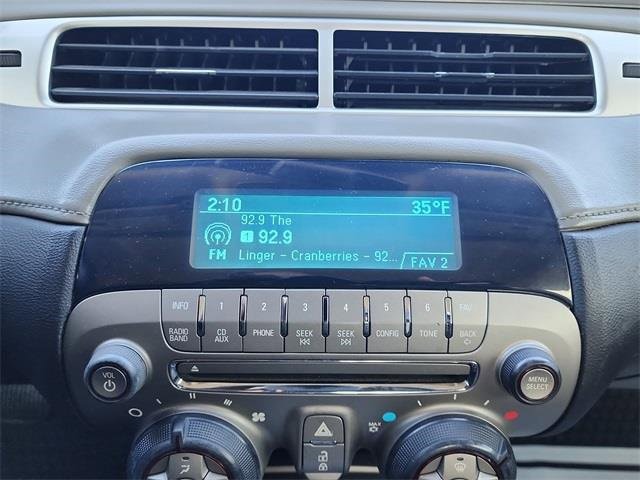 2:10 35°F
92.9 The
1 92.9
FM Linger - Cranberries - 92... FAV 2
INFO 1 2 3 4 5 6 FAV
RADIO BAND CD AUX PHONE SEEK SEEK CONFIG TONE BACK
VOL
MENU SELECT
MAX